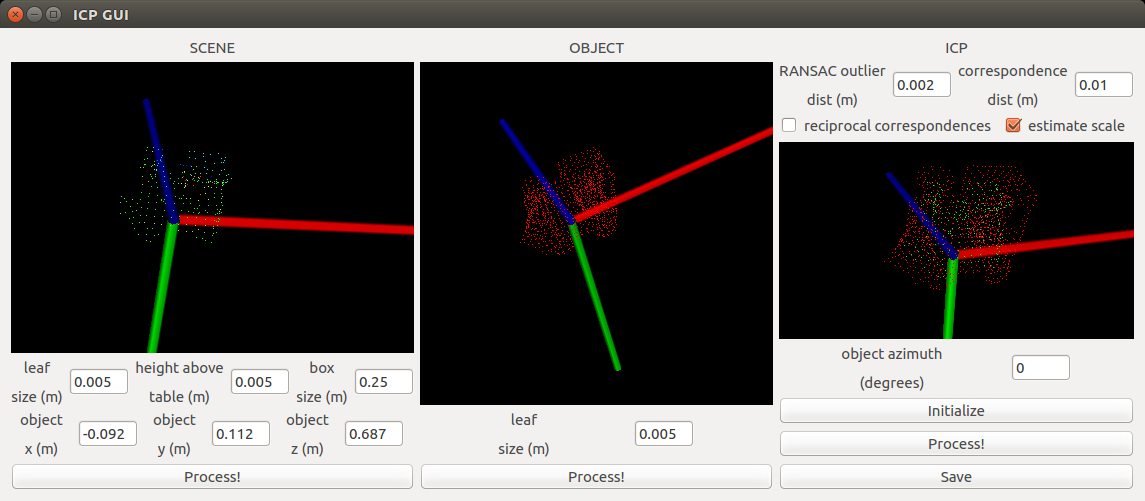 ICP GUI
SCENE
OBJECT
ICP
RANSAC outlier
dist (m)
0.002
correspondence
dist (m)
0.01
reciprocal correspondences
estimate scale
leaf
size (m)
0.005
height above
table (m)
0.005
box
size (m)
0.25
object
x (m)
-0.092
object
y (m)
0.112
object
z (m)
0.687
Process!
leaf
size (m)
0.005
Process!
object azimuth
(degrees)
0
Initialize
Process!
Save